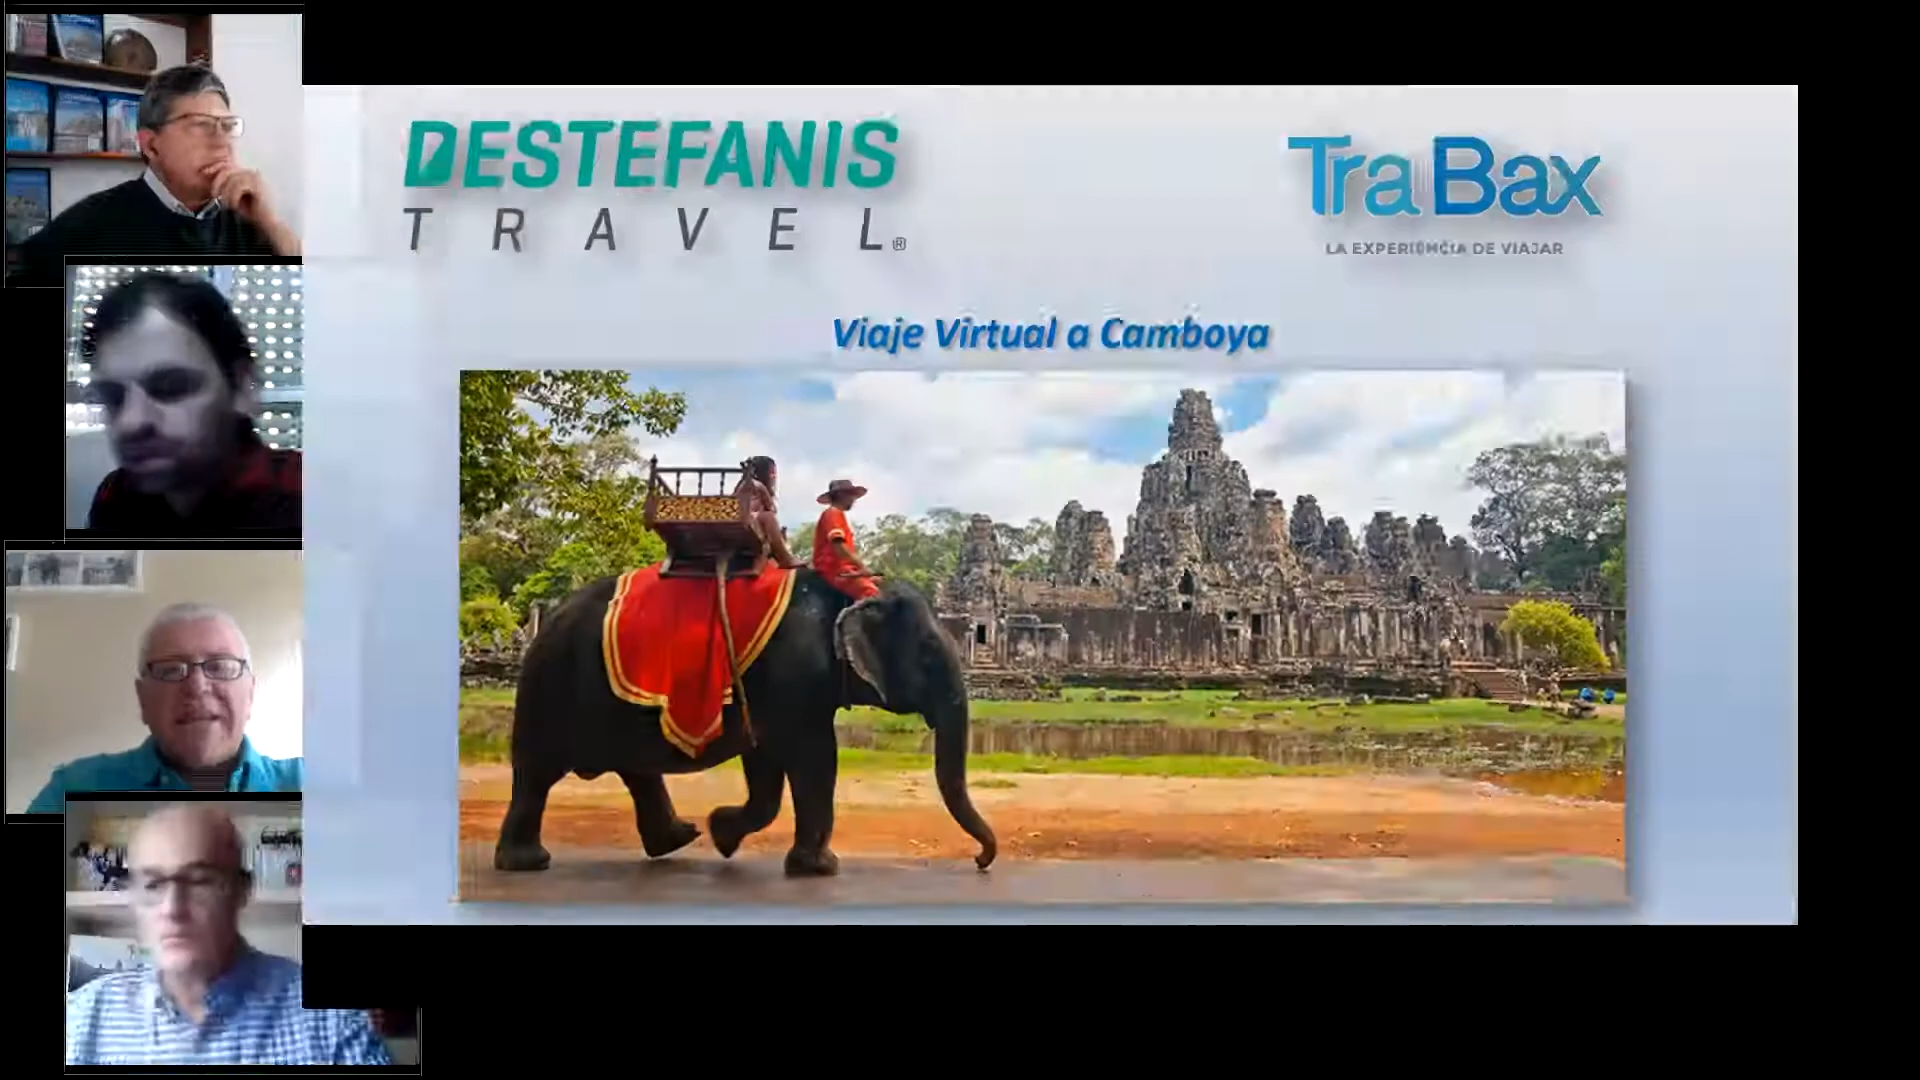 DESTEFANIS
TRAVEL®
TraBax
LA EXPERIENCIA DE VIAJAR
Viaje Virtual a Camboya